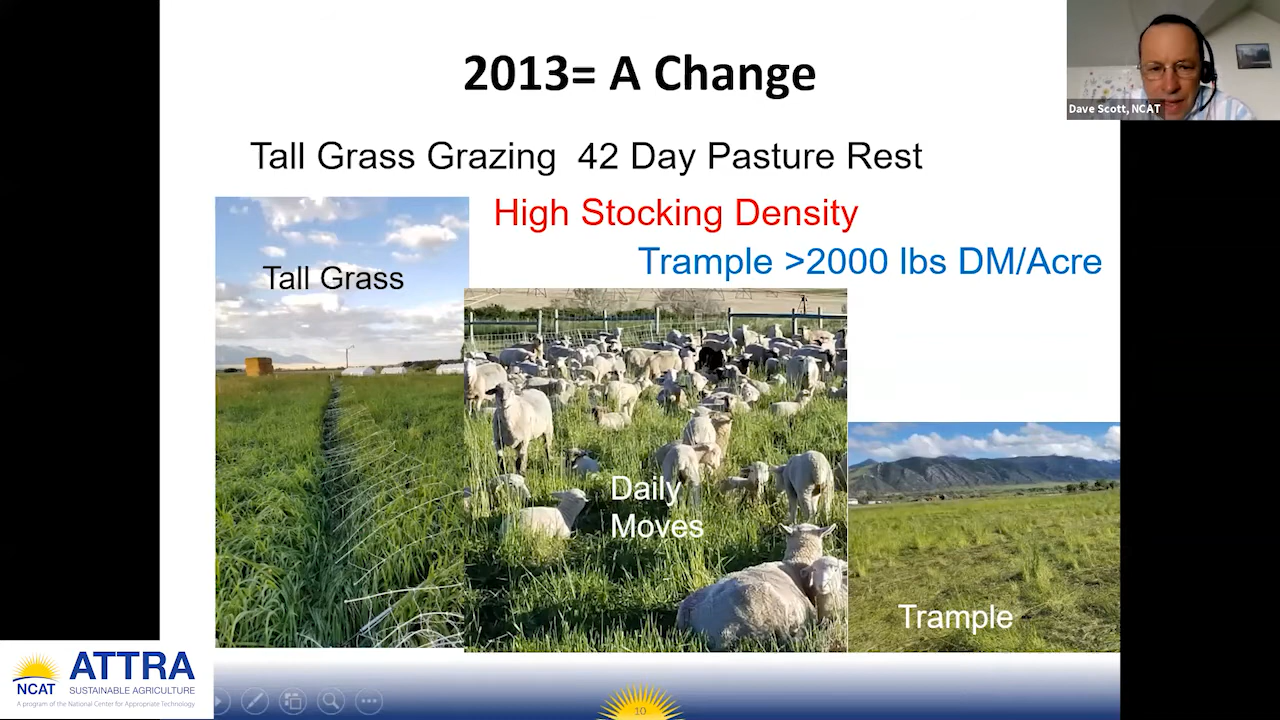 2013= A Change
Dave Scott, NCAT
Tall Grass Grazing 42 Day Pasture Rest
High Stocking Density
Trample >2000 lbs DM/Acre
Tall Grass
Daily
Moves
Trample
NCAT
ATTRA
SUSTAINABLE AGRICULTURE
A program of the National Center for Appropriate Technology
10